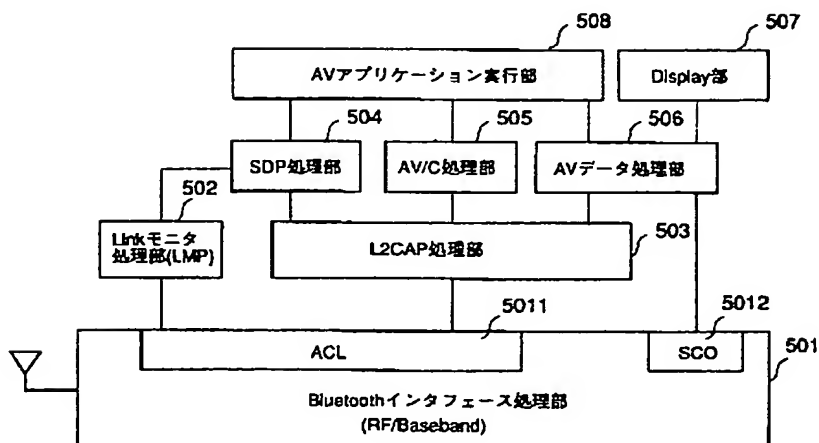 508
507
AVアプリケーション実行部
Display部
504
505
506
SDP処理部
AV/C処理部
AVデータ処理部
502
Linkモニタ
処理部(LMP)
L2CAP処理部
503
5011
5012
ACL
SCO
501
Bluetoothインタフェース処理部
(RF/Baseband)